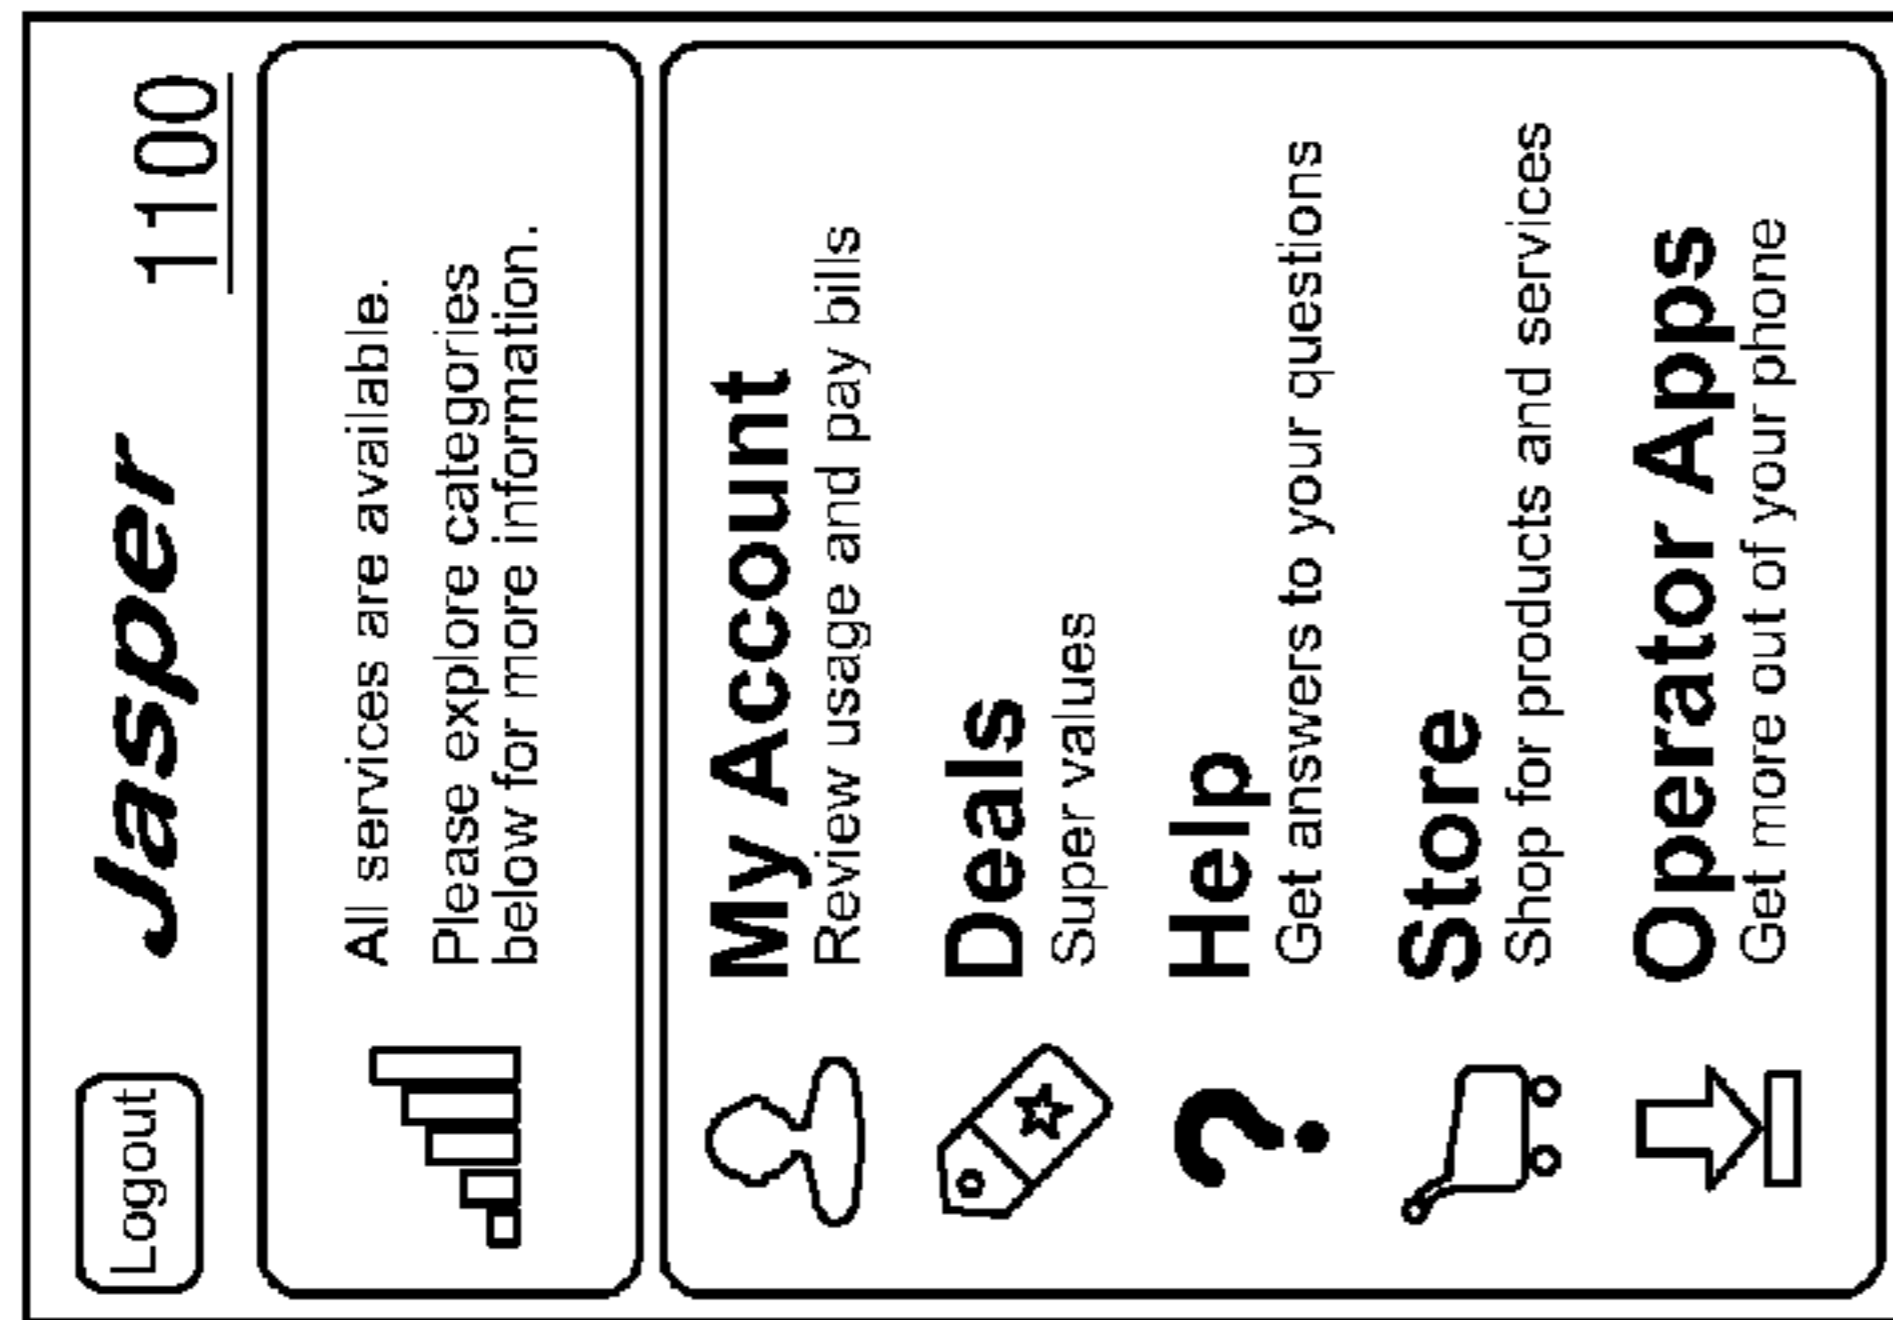 Logout
Jasper
1100
All services are available.
Please explore categories
below for more information.
My Account
Review usage and pay bills
Deals
Super values
Help
Get answers to your questions
Store
Shop for products and services
Operator Apps
Get more out of your phone